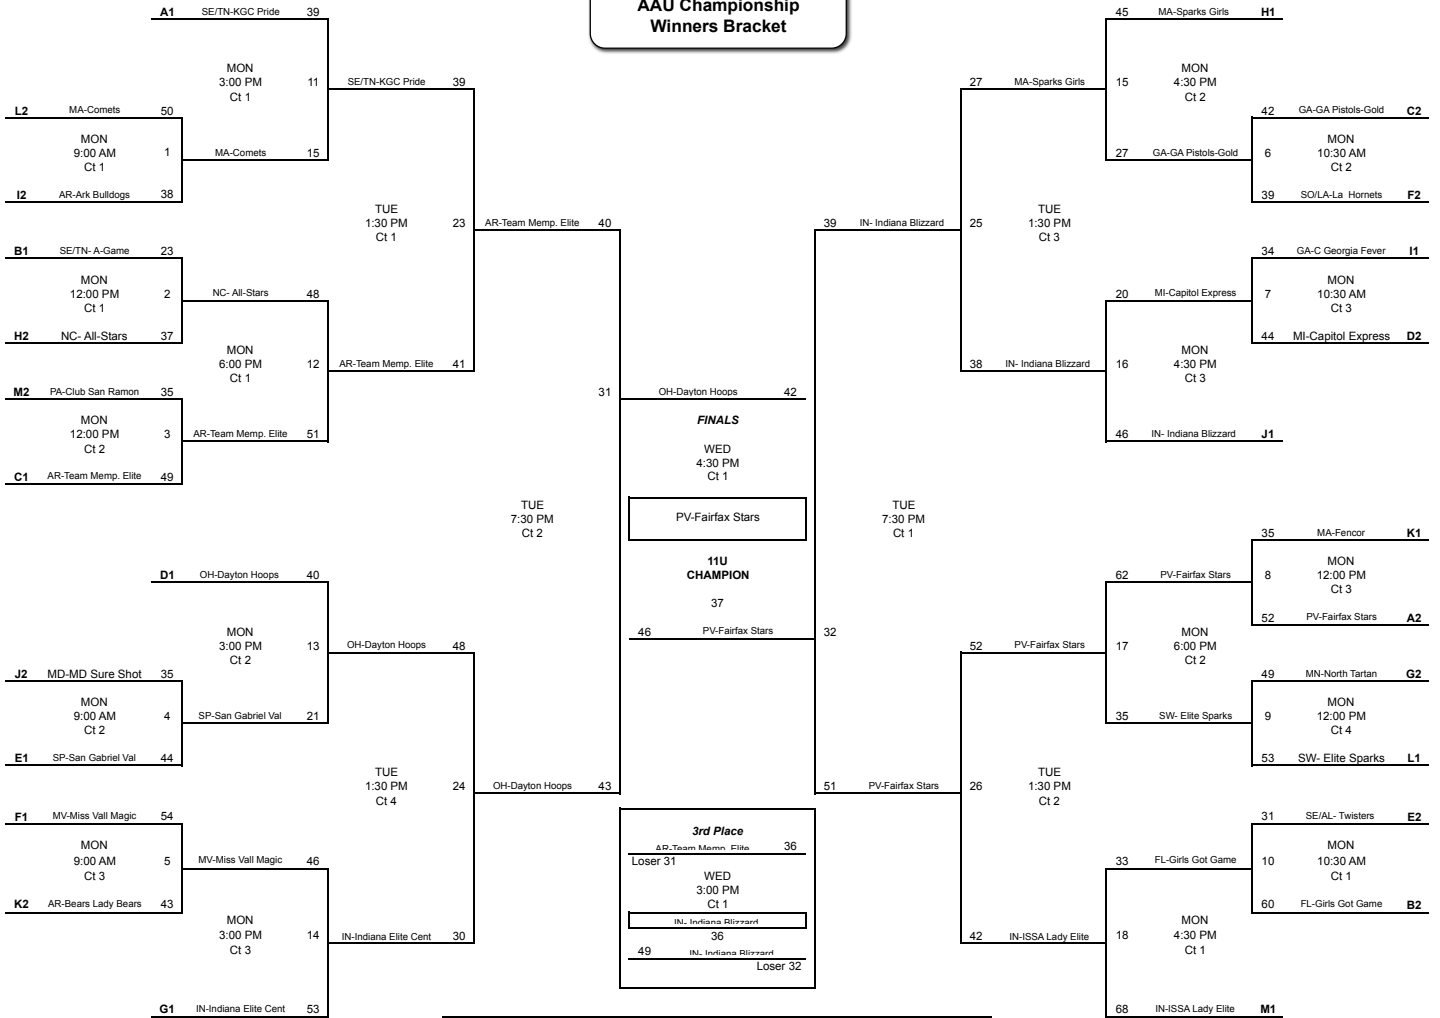 AAU Championship
Winners Bracket
A1 SE/TN-KGC Pride 39
MON
3:00 PM
Ct 1
11
SE/TN-KGC Pride 39
L2 MA-Comets 50
MON
9:00 AM
Ct 1
1
MA-Comets 15
I2 AR-Ark Bulldogs 38
TUE
1:30 PM
Ct 1
23
AR-Team Memp. Elite 40
B1 SE/TN- A-Game 23
MON
12:00 PM
Ct 1
2
NC- All-Stars 48
H2 NC- All-Stars 37
MON
6:00 PM
Ct 1
12
AR-Team Memp. Elite 41
M2 PA-Club San Ramon 35
MON
12:00 PM
Ct 2
3
AR-Team Memp. Elite 51
C1 AR-Team Memp. Elite 49
TUE
7:30 PM
Ct 2
31
D1 OH-Dayton Hoops 40
MON
3:00 PM
Ct 2
13
OH-Dayton Hoops 48
J2 MD-MD Sure Shot 35
MON
9:00 AM
Ct 2
4
SP-San Gabriel Val 21
E1 SP-San Gabriel Val 44
TUE
1:30 PM
Ct 4
24
OH-Dayton Hoops 43
F1 MV-Miss Vall Magic 54
MON
9:00 AM
Ct 3
5
MV-Miss Vall Magic 46
K2 AR-Bears Lady Bears 43
MON
3:00 PM
Ct 3
14
IN-Indiana Elite Cent 30
G1 IN-Indiana Elite Cent 53
OH-Dayton Hoops 42
FINALS
WED
4:30 PM
Ct 1
PV-Fairfax Stars
11U
CHAMPION
37
46 PV-Fairfax Stars
3rd Place
AR-Team Memp. Elite 36
Loser 31
WED
3:00 PM
Ct 1
IN- Indiana Blizzard
36
49 IN- Indiana Blizzard
Loser 32
45 MA-Sparks Girls H1
MON
4:30 PM
Ct 2
15
27 MA-Sparks Girls
42 GA-GA Pistols-Gold C2
MON
10:30 AM
Ct 2
6
27 GA-GA Pistols-Gold
39 SO/LA-La Hornets F2
TUE
1:30 PM
Ct 3
25
39 IN- Indiana Blizzard
34 GA-C Georgia Fever I1
MON
10:30 AM
Ct 3
7
20 MI-Capitol Express
44 MI-Capitol Express D2
MON
4:30 PM
Ct 3
16
38 IN- Indiana Blizzard
46 IN- Indiana Blizzard J1
TUE
7:30 PM
Ct 1
32
35 MA-Fencor K1
MON
12:00 PM
Ct 3
8
62 PV-Fairfax Stars
52 PV-Fairfax Stars A2
MON
6:00 PM
Ct 2
17
52 PV-Fairfax Stars
49 MN-North Tartan G2
MON
12:00 PM
Ct 4
9
35 SW- Elite Sparks
53 SW- Elite Sparks L1
TUE
1:30 PM
Ct 2
26
51 PV-Fairfax Stars
31 SE/AL- Twisters E2
MON
10:30 AM
Ct 1
10
33 FL-Girls Got Game
60 FL-Girls Got Game B2
MON
4:30 PM
Ct 1
18
42 IN-ISSA Lady Elite
68 IN-ISSA Lady Elite M1